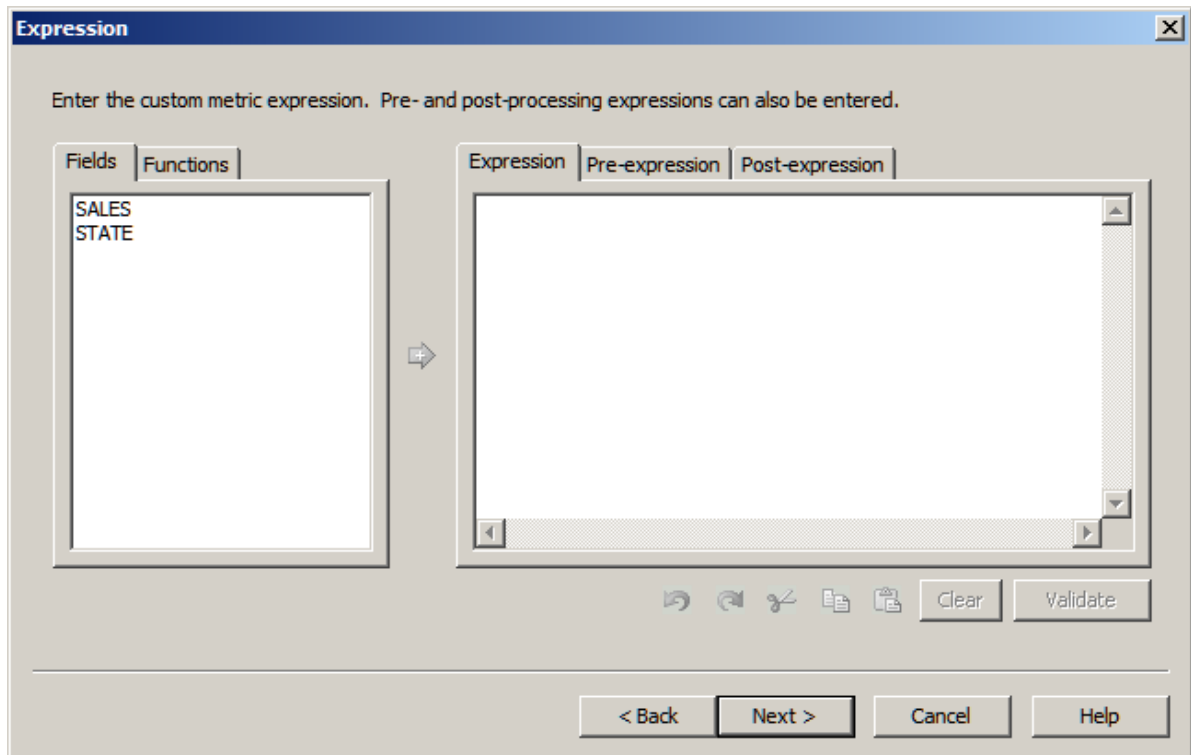 Expression
Enter the custom metric expression. Pre- and post-processing expressions can also be entered.
Fields Functions
Expression Pre-expression Post-expression
SALES
STATE
Clear Validate
< Back Next > Cancel Help